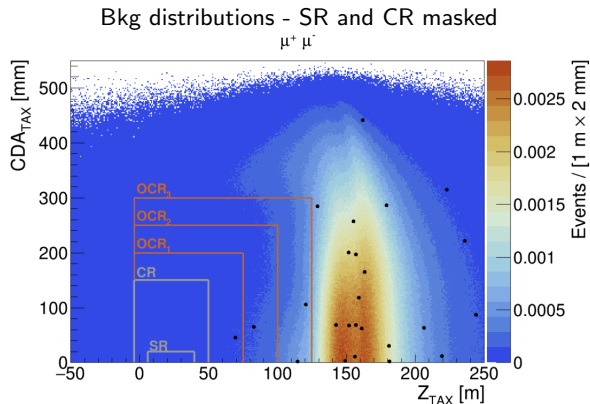 Bkg distributions - SR and CR masked
μ⁺ μ⁻
CDA_TAX [mm]
500
400
300
200
100
0
OCR₃
OCR₂
OCR₁
CR
SR
−50 0 50 100 150 200 250
Z_TAX [m]
0.0025
0.002
0.0015
0.001
0.0005
0
Events / [1 m × 2 mm]